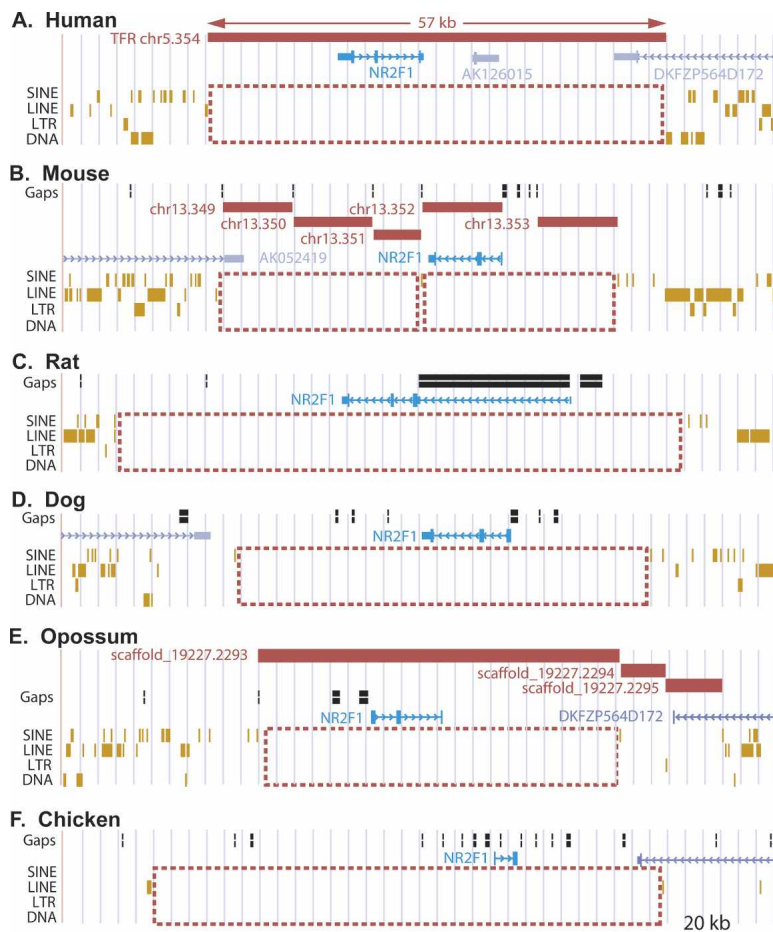 A. Human
57 kb
TFR chr5.354
NR2F1
AK126015
DKFZP564D172
SINE
LINE
LTR
DNA
B. Mouse
Gaps
chr13.349
chr13.352
chr13.350
chr13.353
chr13.351
AK052419
NR2F1
SINE
LINE
LTR
DNA
C. Rat
Gaps
NR2F1
SINE
LINE
LTR
DNA
D. Dog
Gaps
NR2F1
SINE
LINE
LTR
DNA
E. Opossum
scaffold_19227.2293
scaffold_19227.2294
scaffold_19227.2295
Gaps
NR2F1
DKFZP564D172
SINE
LINE
LTR
DNA
F. Chicken
Gaps
NR2F1
SINE
LINE
LTR
DNA
20 kb